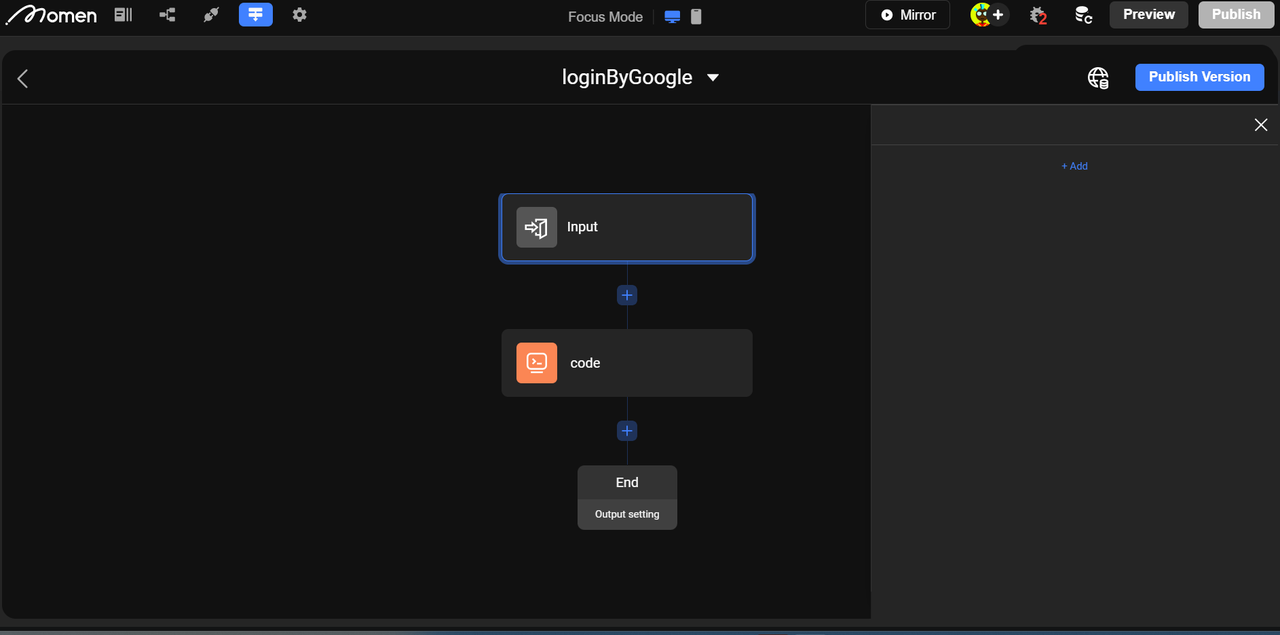 Momen
Focus Mode
Mirror
2
Preview
Publish
loginByGoogle
Publish Version
+ Add
Input
code
End
Output setting